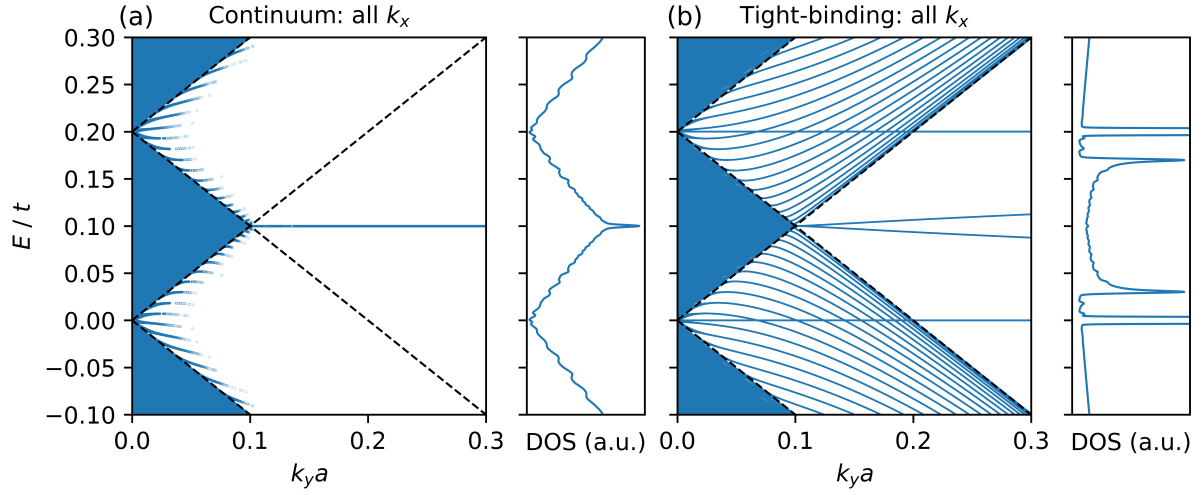 (a) Continuum: all kₓ
(b) Tight-binding: all kₓ
0.30
0.25
0.20
0.15
0.10
0.05
0.00
−0.05
−0.10
E / t
0.0 0.1 0.2 0.3
k_y a
DOS (a.u.)
0.0 0.1 0.2 0.3
k_y a
DOS (a.u.)